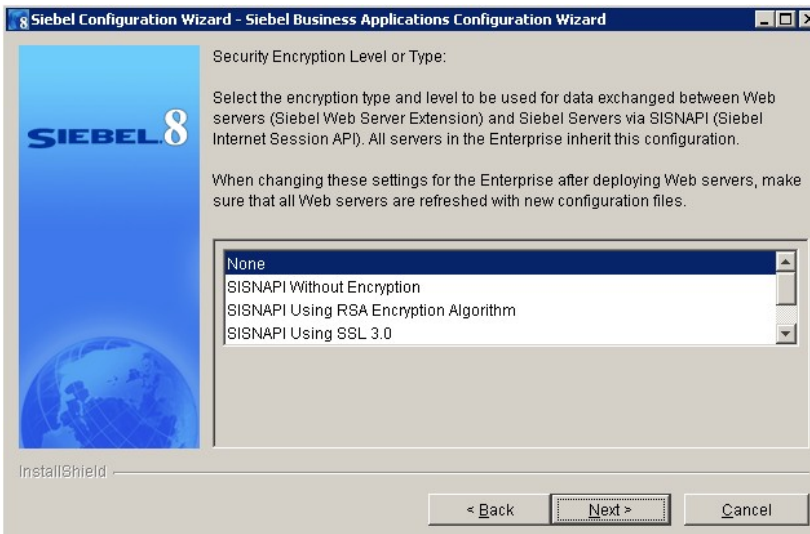 Siebel Configuration Wizard - Siebel Business Applications Configuration Wizard
SIEBEL.8
Security Encryption Level or Type:
Select the encryption type and level to be used for data exchanged between Web
servers (Siebel Web Server Extension) and Siebel Servers via SISNAPI (Siebel
Internet Session API). All servers in the Enterprise inherit this configuration.
When changing these settings for the Enterprise after deploying Web servers, make
sure that all Web servers are refreshed with new configuration files.
None
SISNAPI Without Encryption
SISNAPI Using RSA Encryption Algorithm
SISNAPI Using SSL 3.0
InstallShield
< Back
Next >
Cancel